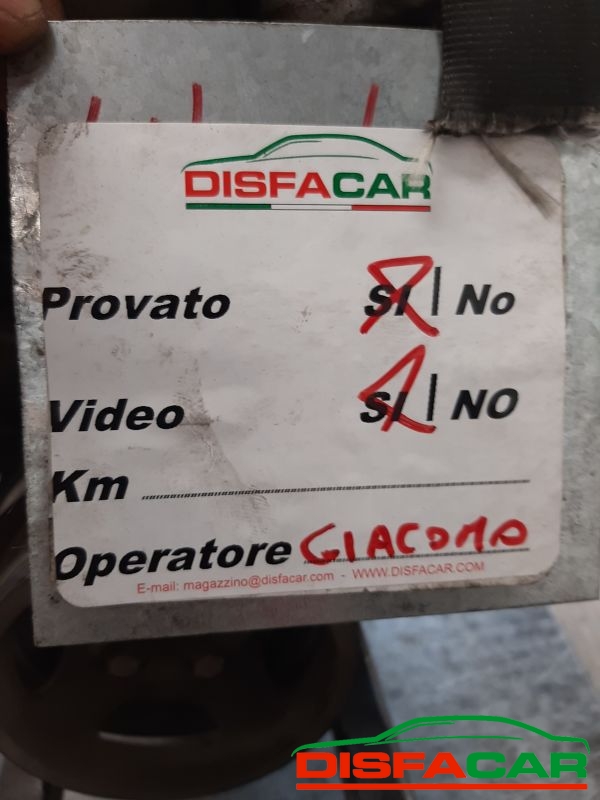 DISFACAR
Provato SI | No
Video SI | NO
Km
Operatore GIACOMO
E-mail: magazzino@disfacar.com - WWW.DISFACAR.COM
DISFACAR